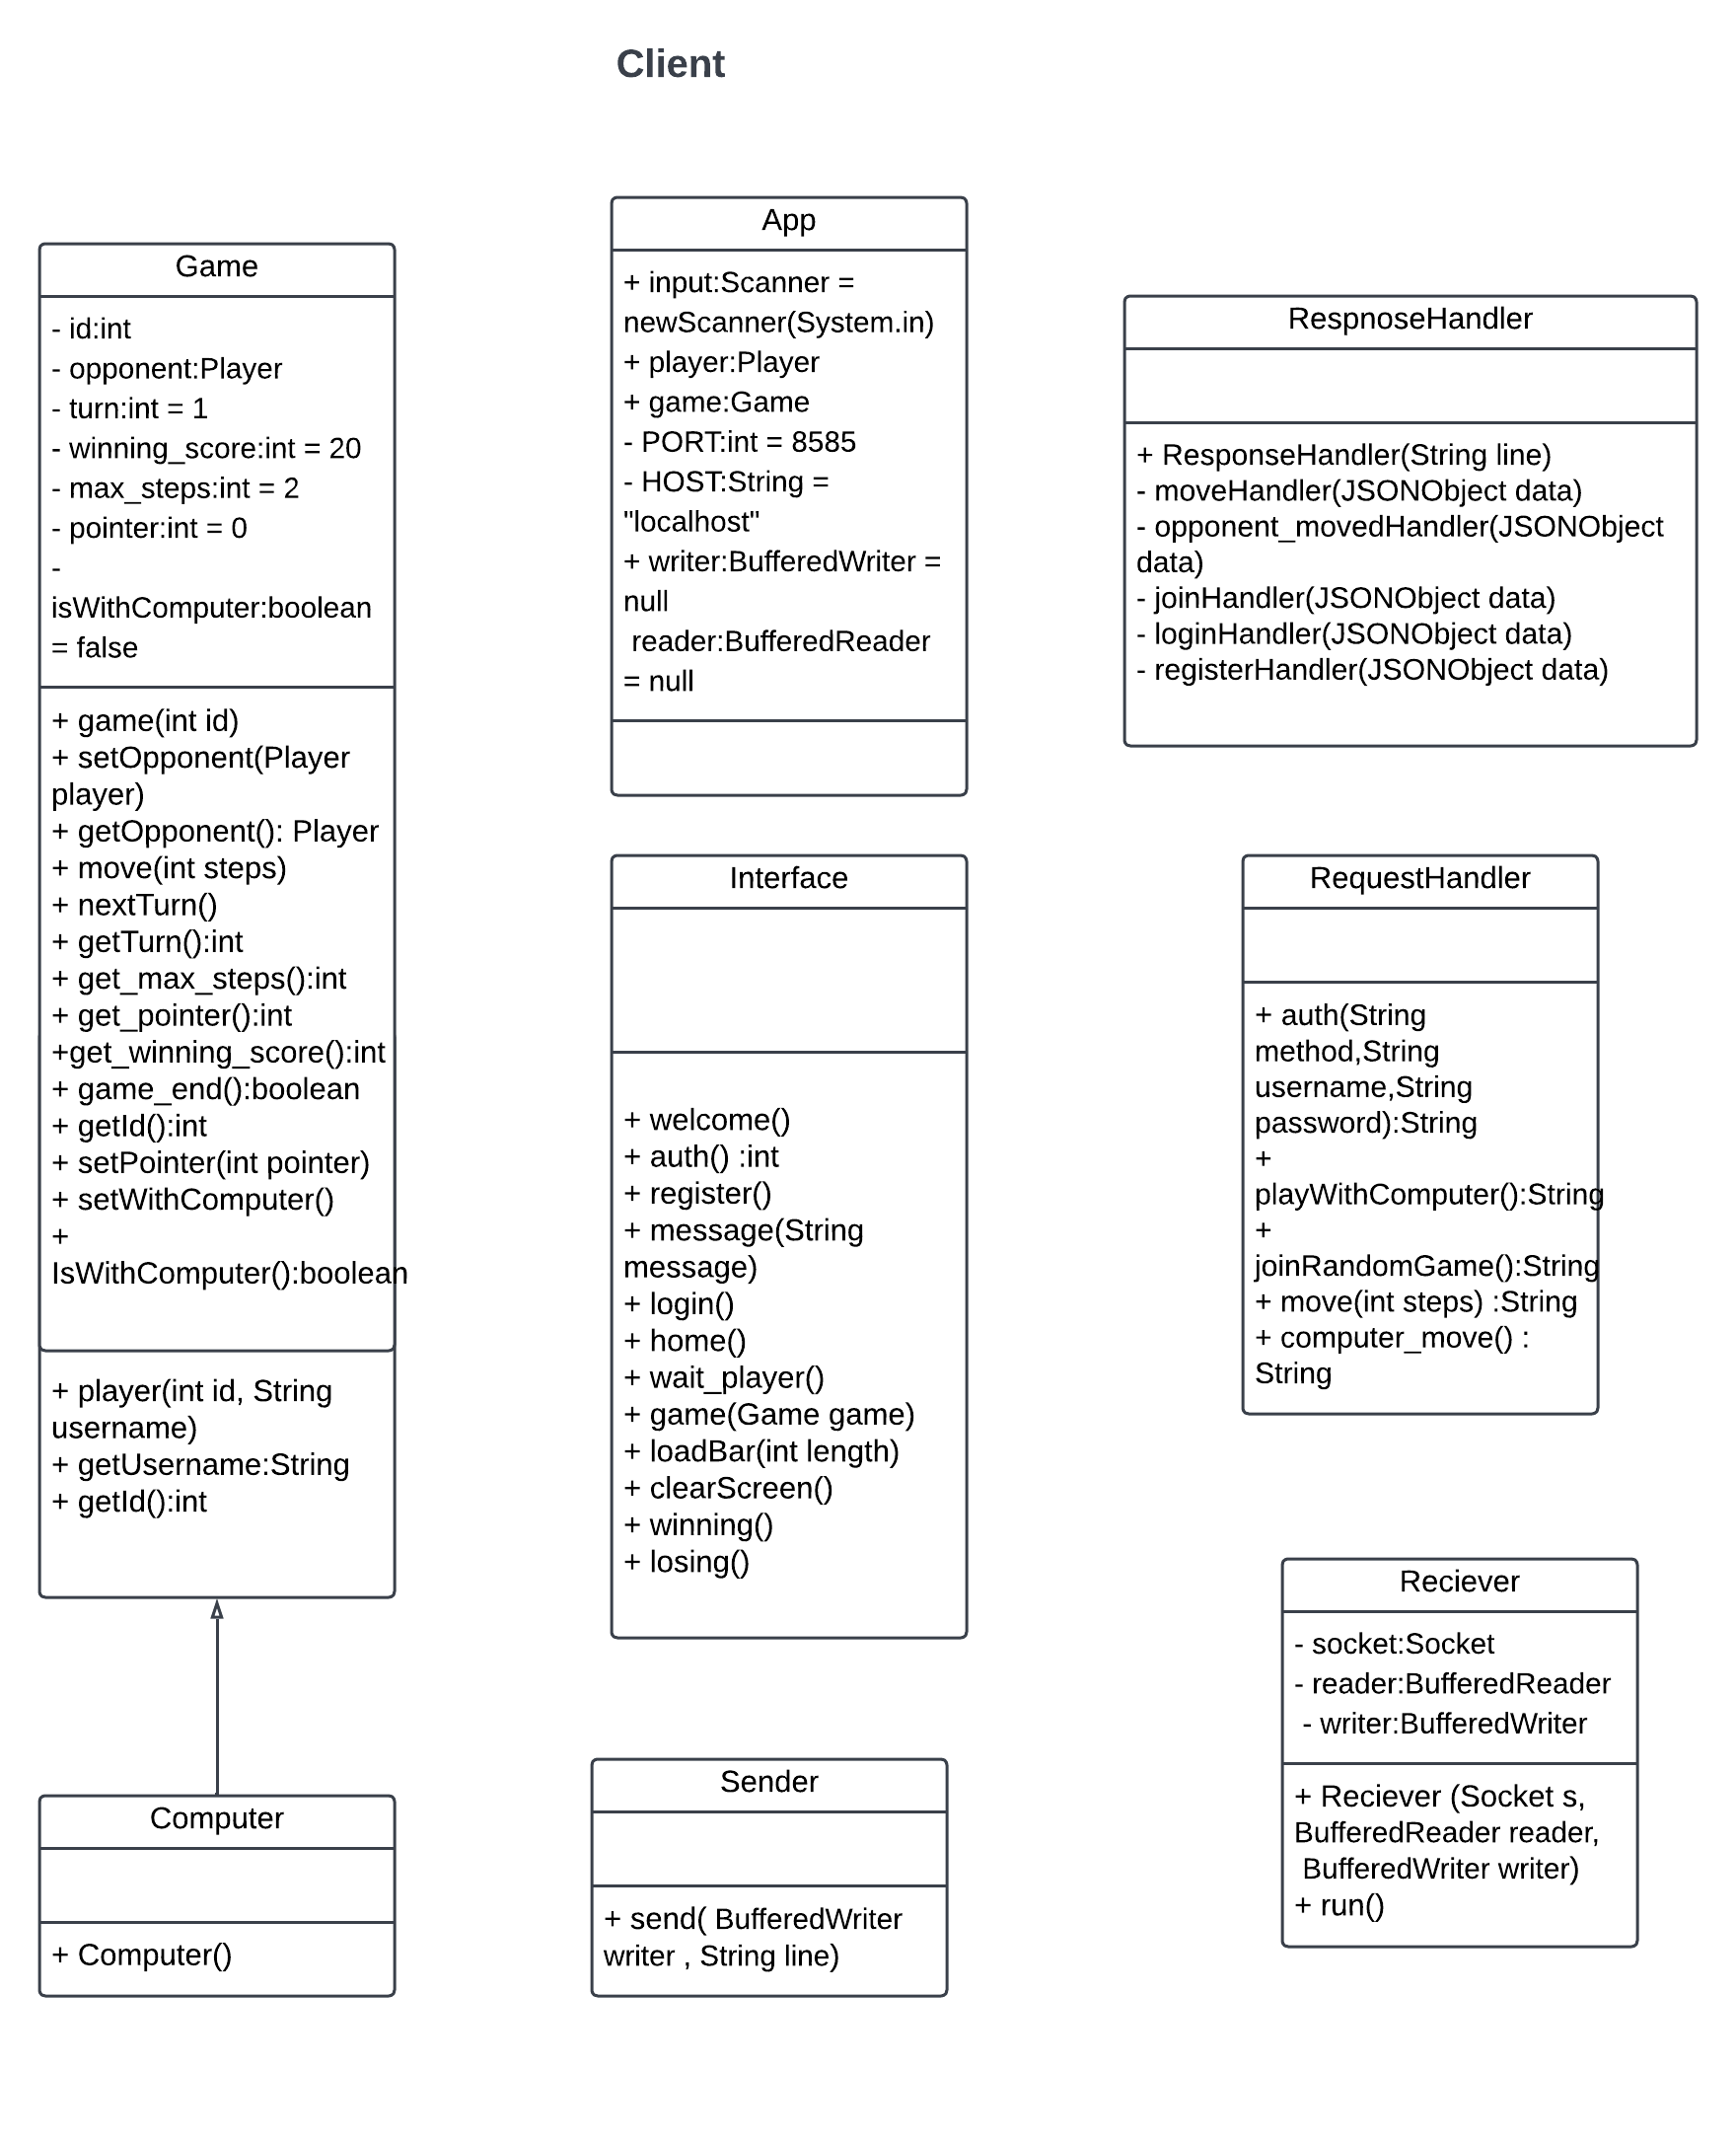 Client
Game
- id:int
- opponent:Player
- turn:int = 1
- winning_score:int = 20
- max_steps:int = 2
- pointer:int = 0
-
isWithComputer:boolean
= false
+ game(int id)
+ setOpponent(Player
player)
+ getOpponent(): Player
+ move(int steps)
+ nextTurn()
+ getTurn():int
+ get_max_steps():int
+ get_pointer():int
+get_winning_score():int
+ game_end():boolean
+ getId():int
+ setPointer(int pointer)
+ setWithComputer()
+
IsWithComputer():boolean
+ player(int id, String
username)
+ getUsername:String
+ getId():int
Computer
+ Computer()
App
+ input:Scanner =
newScanner(System.in)
+ player:Player
+ game:Game
- PORT:int = 8585
- HOST:String =
"localhost"
+ writer:BufferedWriter =
null
reader:BufferedReader
= null
Interface
+ welcome()
+ auth() :int
+ register()
+ message(String
message)
+ login()
+ home()
+ wait_player()
+ game(Game game)
+ loadBar(int length)
+ clearScreen()
+ winning()
+ losing()
Sender
+ send( BufferedWriter
writer , String line)
RespnoseHandler
+ ResponseHandler(String line)
- moveHandler(JSONObject data)
- opponent_movedHandler(JSONObject
data)
- joinHandler(JSONObject data)
- loginHandler(JSONObject data)
- registerHandler(JSONObject data)
RequestHandler
+ auth(String
method,String
username,String
password):String
+
playWithComputer():String
+
joinRandomGame():String
+ move(int steps) :String
+ computer_move() :
String
Reciever
- socket:Socket
- reader:BufferedReader
- writer:BufferedWriter
+ Reciever (Socket s,
BufferedReader reader,
BufferedWriter writer)
+ run()